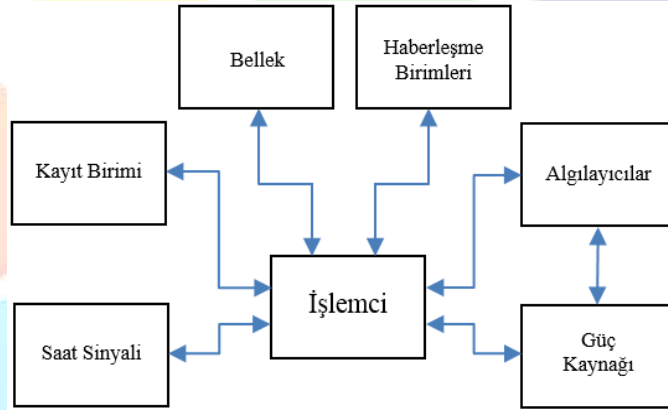 Bellek
Haberleşme
Birimleri
Kayıt Birimi
Algılayıcılar
İşlemci
Saat Sinyali
Güç
Kaynağı